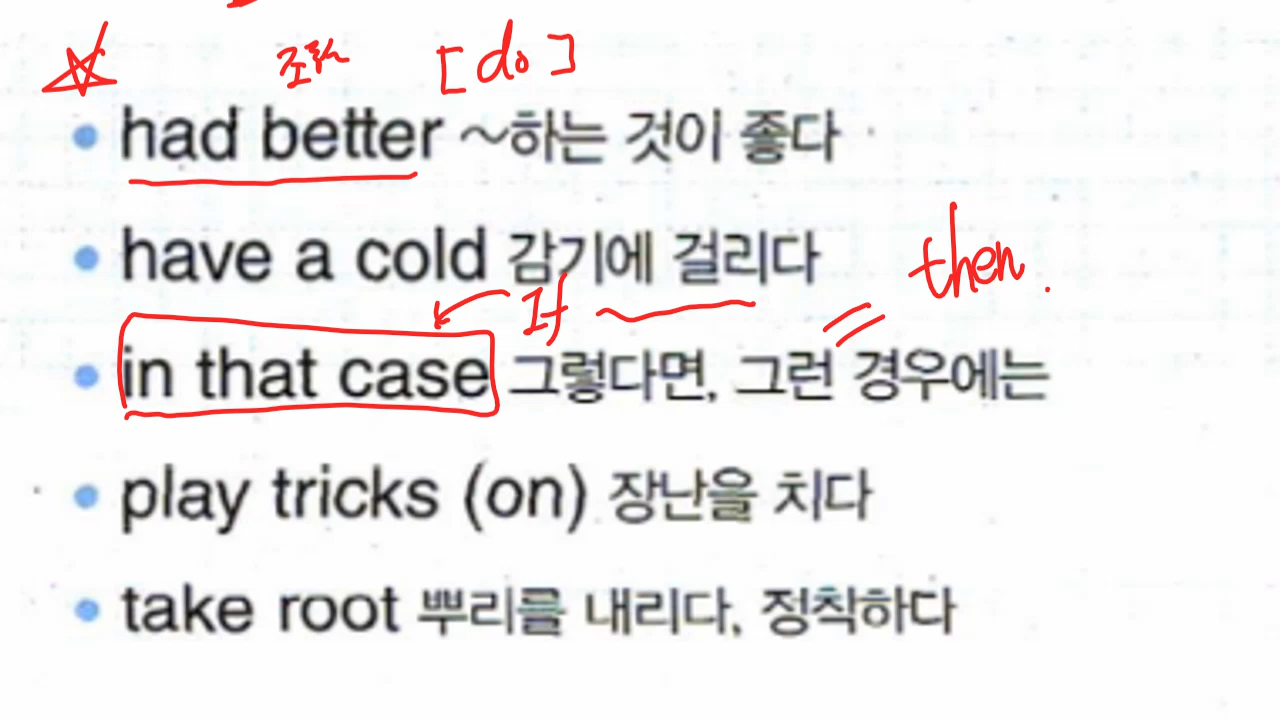 조동사 [do]
had better ~하는 것이 좋다
have a cold 감기에 걸리다
then.
If
in that case 그렇다면, 그런 경우에는
play tricks (on) 장난을 치다
take root 뿌리를 내리다, 정착하다